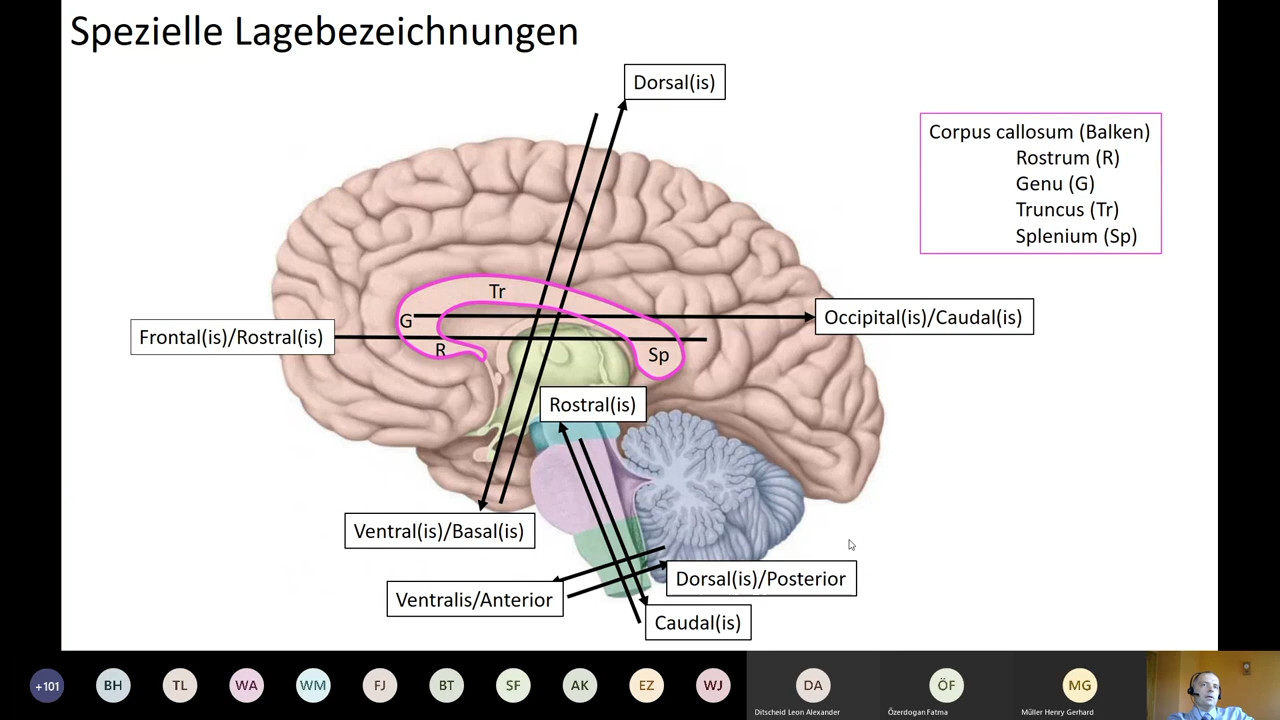 Spezielle Lagebezeichnungen
Dorsal(is)
Corpus callosum (Balken)
Rostrum (R)
Genu (G)
Truncus (Tr)
Splenium (Sp)
Tr
G
Occipital(is)/Caudal(is)
Frontal(is)/Rostral(is)
R
Sp
Rostral(is)
Ventral(is)/Basal(is)
Dorsal(is)/Posterior
Ventralis/Anterior
Caudal(is)
+101
BH
TL
WA
WM
FJ
BT
SF
AK
EZ
WJ
DA
ÖF
MG
Ditscheid Leon Alexander
Özerdogan Fatma
Müller Henry Gerhard